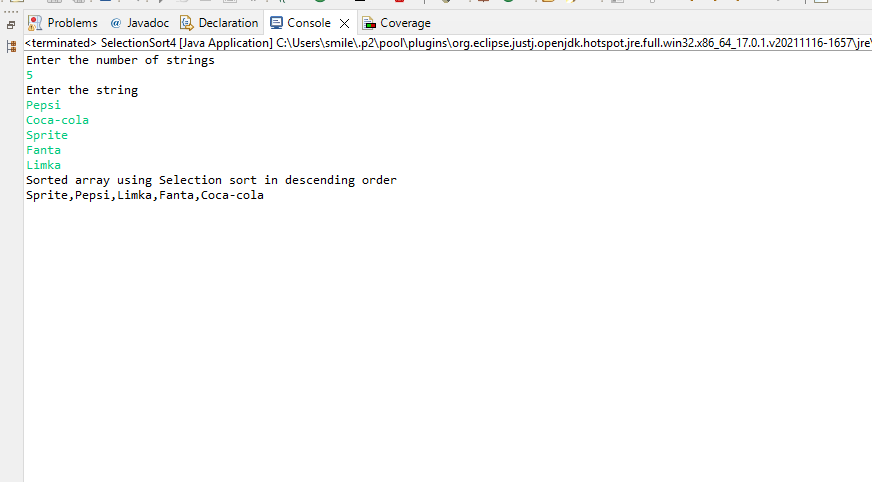 Problems @ Javadoc Declaration Console Coverage
<terminated> SelectionSort4 [Java Application] C:\Users\smile\.p2\pool\plugins\org.eclipse.justj.openjdk.hotspot.jre.full.win32.x86_64_17.0.1.v20211116-1657\jre\
Enter the number of strings
5
Enter the string
Pepsi
Coca-cola
Sprite
Fanta
Limka
Sorted array using Selection sort in descending order
Sprite,Pepsi,Limka,Fanta,Coca-cola